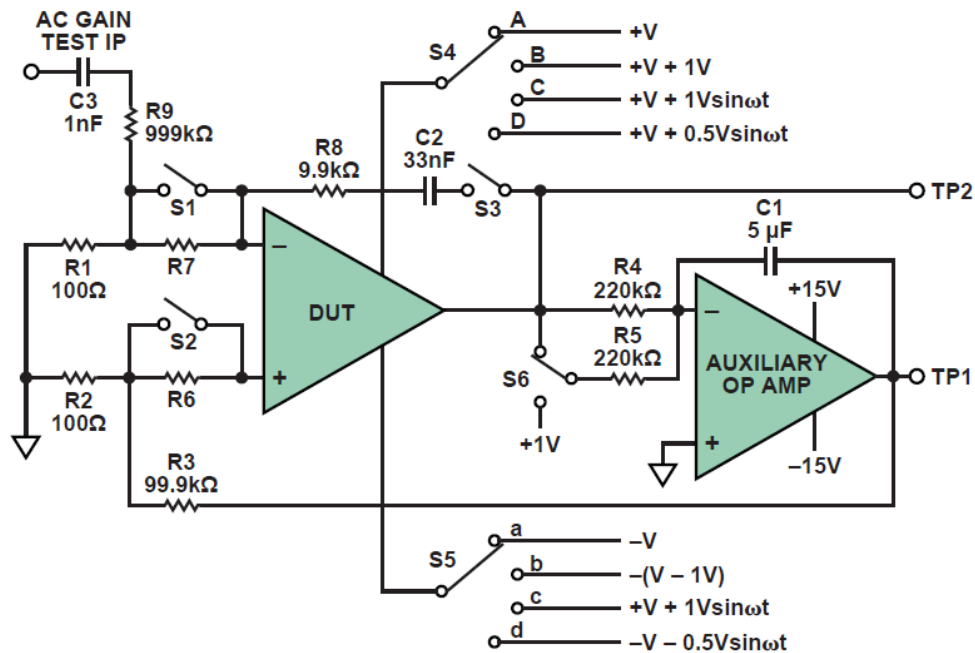 AC GAIN
TEST IP
C3
1nF
R9
999kΩ
S1
R8
9.9kΩ
C2
33nF
S3
S4
A
+V
B
+V + 1V
C
+V + 1Vsinωt
D
+V + 0.5Vsinωt
TP2
R1
100Ω
R7
S2
R2
100Ω
R6
–
DUT
+
R3
99.9kΩ
R4
220kΩ
R5
220kΩ
S6
+1V
C1
5 µF
+15V
–
AUXILIARY
OP AMP
+
–15V
TP1
S5
a
–V
b
–(V – 1V)
c
+V + 1Vsinωt
d
–V – 0.5Vsinωt